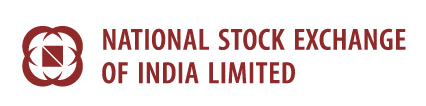 NATIONAL STOCK EXCHANGE
OF INDIA LIMITED